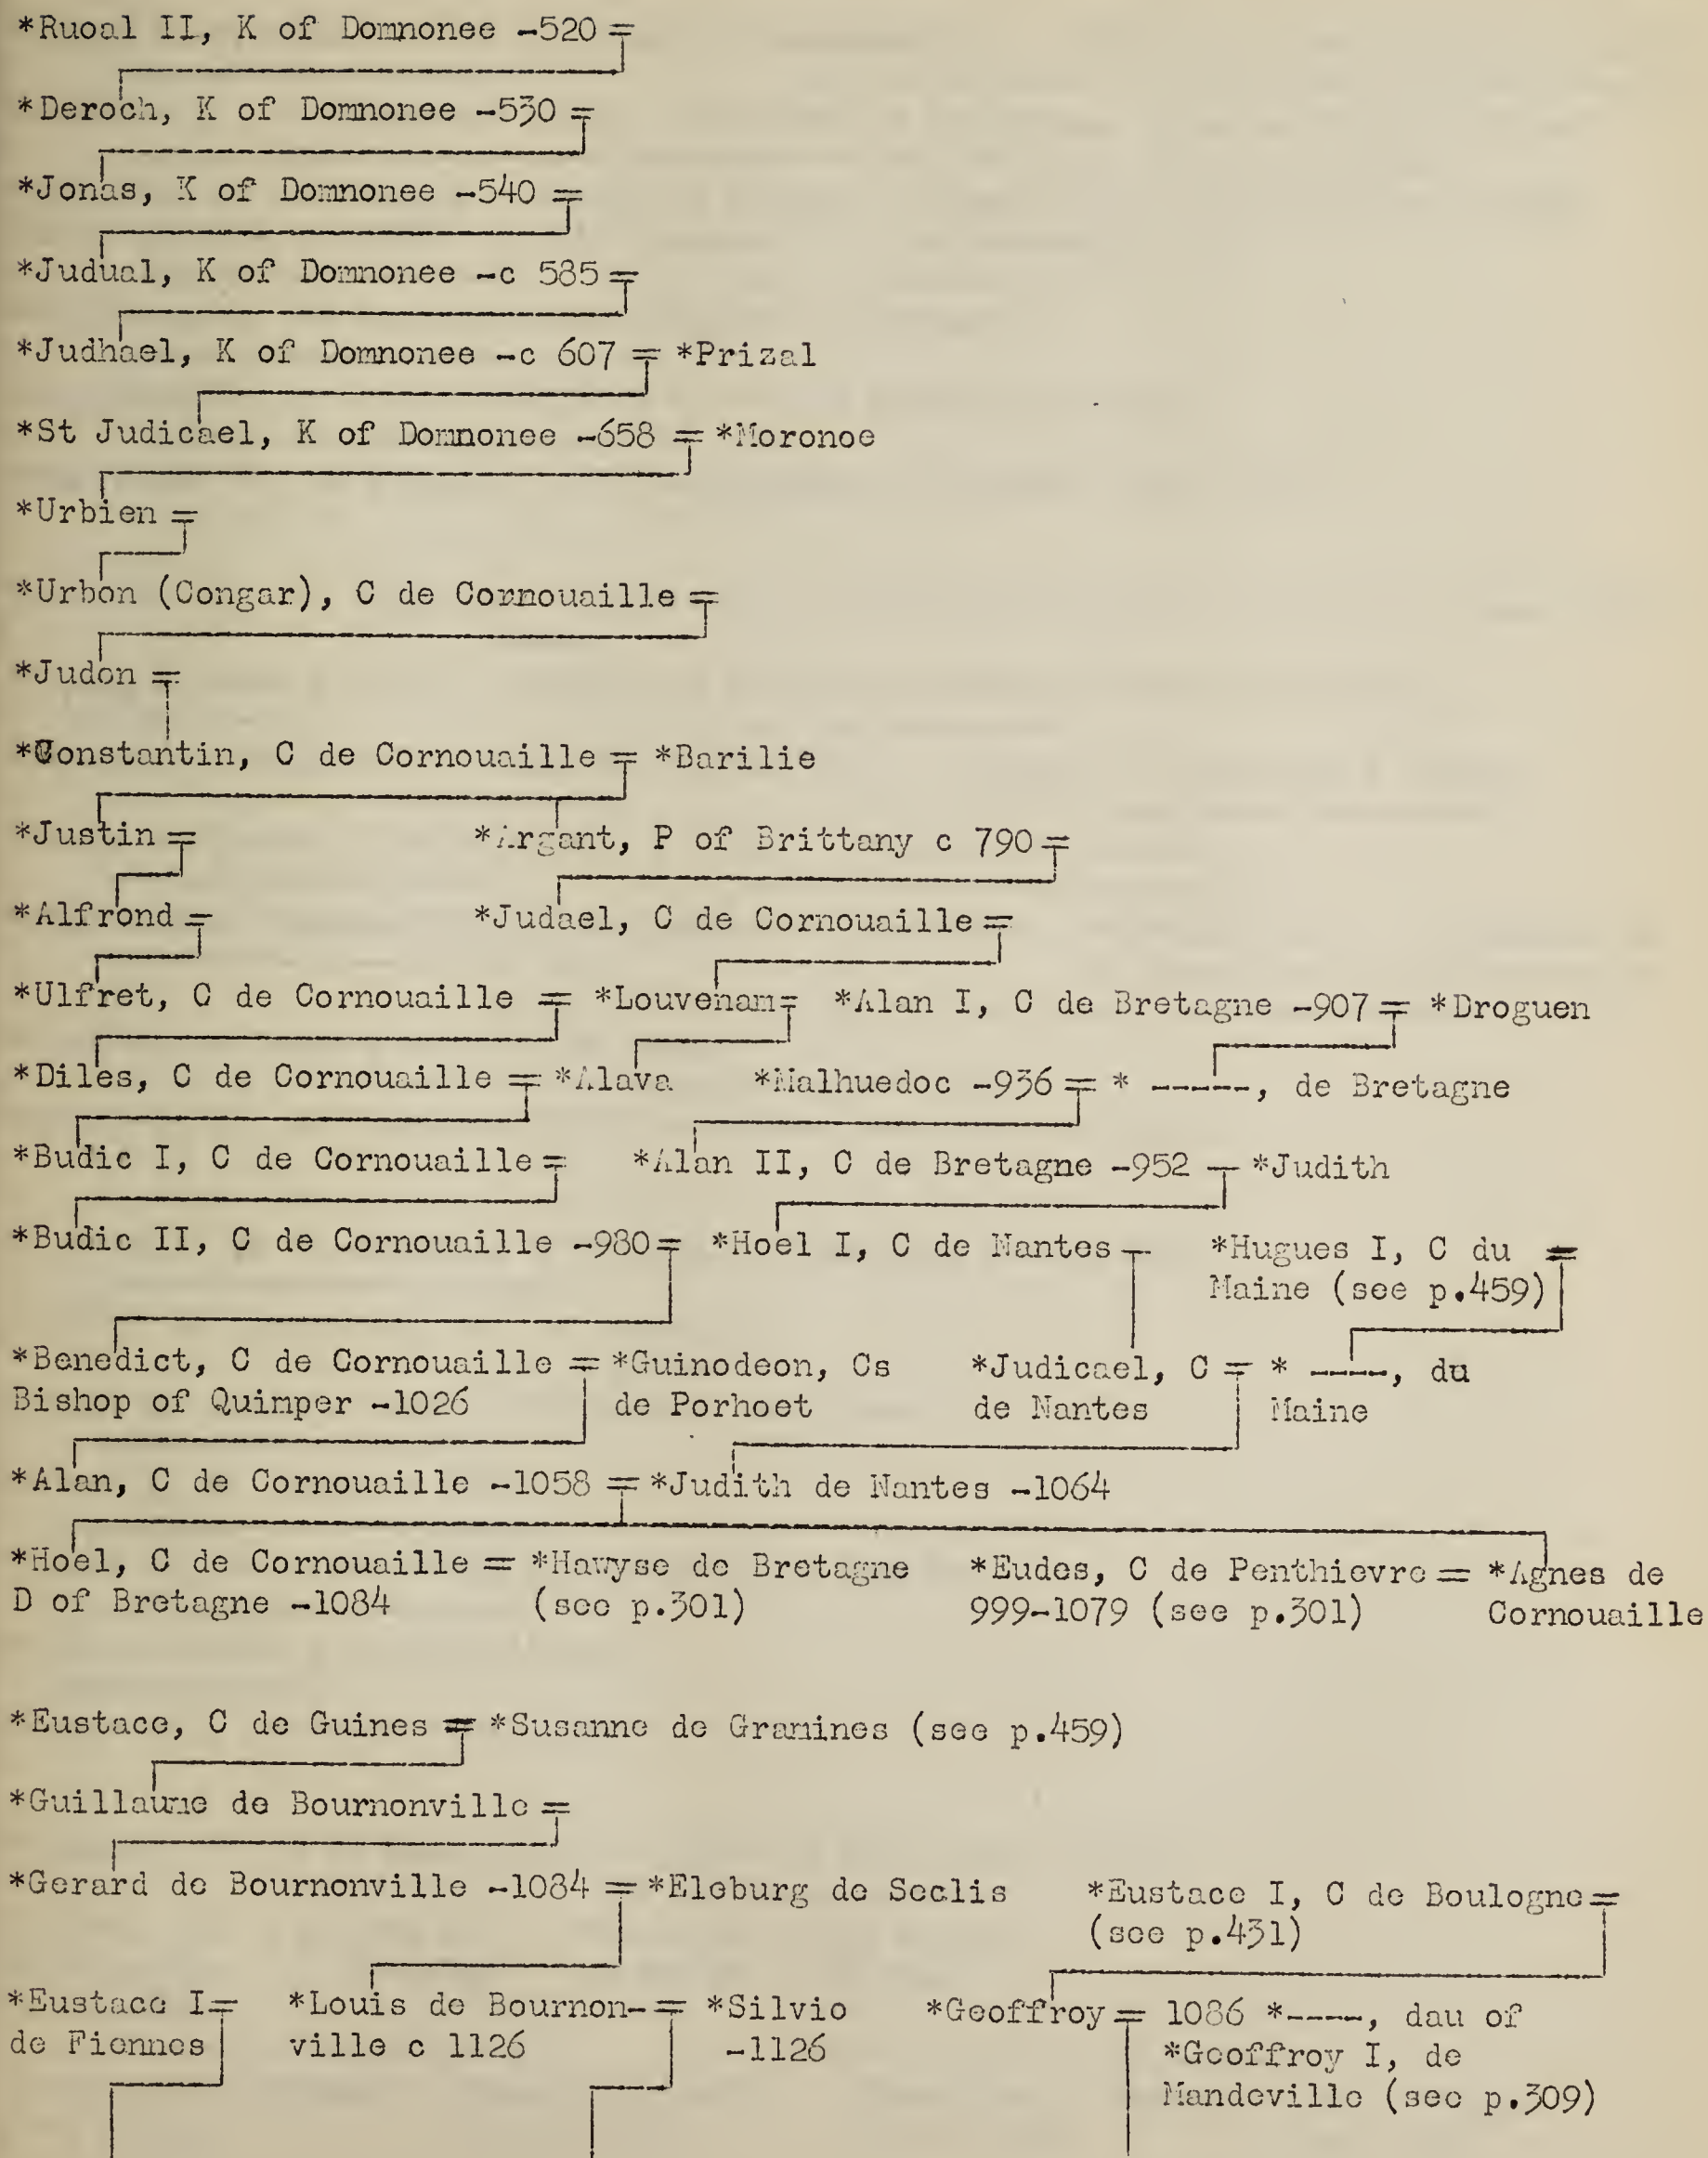 *Ruoal II, K of Domnonee -520 =
*Deroch, K of Domnonee -530 =
*Jonas, K of Domnonee -540 =
*Judual, K of Domnonee -c 585 =
*Judhael, K of Domnonee -c 607 = *Prizal
*St Judicael, K of Domnonee -658 = *Moronoe
*Urbien =
*Urbon (Congar), C de Cornouaille =
*Judon =
*Constantin, C de Cornouaille = *Barilie
*Justin = *Argant, P of Brittany c 790 =
*Alfrond = *Judael, C de Cornouaille =
*Ulfret, C de Cornouaille = *Louvenan= *Alan I, C de Bretagne -907 = *Droguen
*Diles, C de Cornouaille = *Alava *Malhuedoc -936 = * -----, de Bretagne
*Budic I, C de Cornouaille = *Alan II, C de Bretagne -952 - *Judith
*Budic II, C de Cornouaille -980 = *Hoel I, C de Nantes - *Hugues I, C du =
Maine (see p.459)
*Benedict, C de Cornouaille = *Guinodeon, Cs *Judicael, C = * ----, du
Bishop of Quimper -1026 de Porhoet de Nantes Maine
*Alan, C de Cornouaille -1058 = *Judith de Nantes -1064
*Hoel, C de Cornouaille = *Hawyse de Bretagne *Eudes, C de Penthievre = *Agnes de
D of Bretagne -1084 (see p.301) 999-1079 (see p.301) Cornouaille
*Eustace, C de Guines = *Susanne de Gramines (see p.459)
*Guillaume de Bournonville =
*Gerard de Bournonville -1084 = *Eleburg de Seclis *Eustace I, C de Boulogne =
(see p.431)
*Eustace I= *Louis de Bournon- = *Silvie *Geoffroy = 1086 *----, dau of
de Fiennes ville c 1126 -1126 *Geoffroy I, de
Mandeville (see p.309)